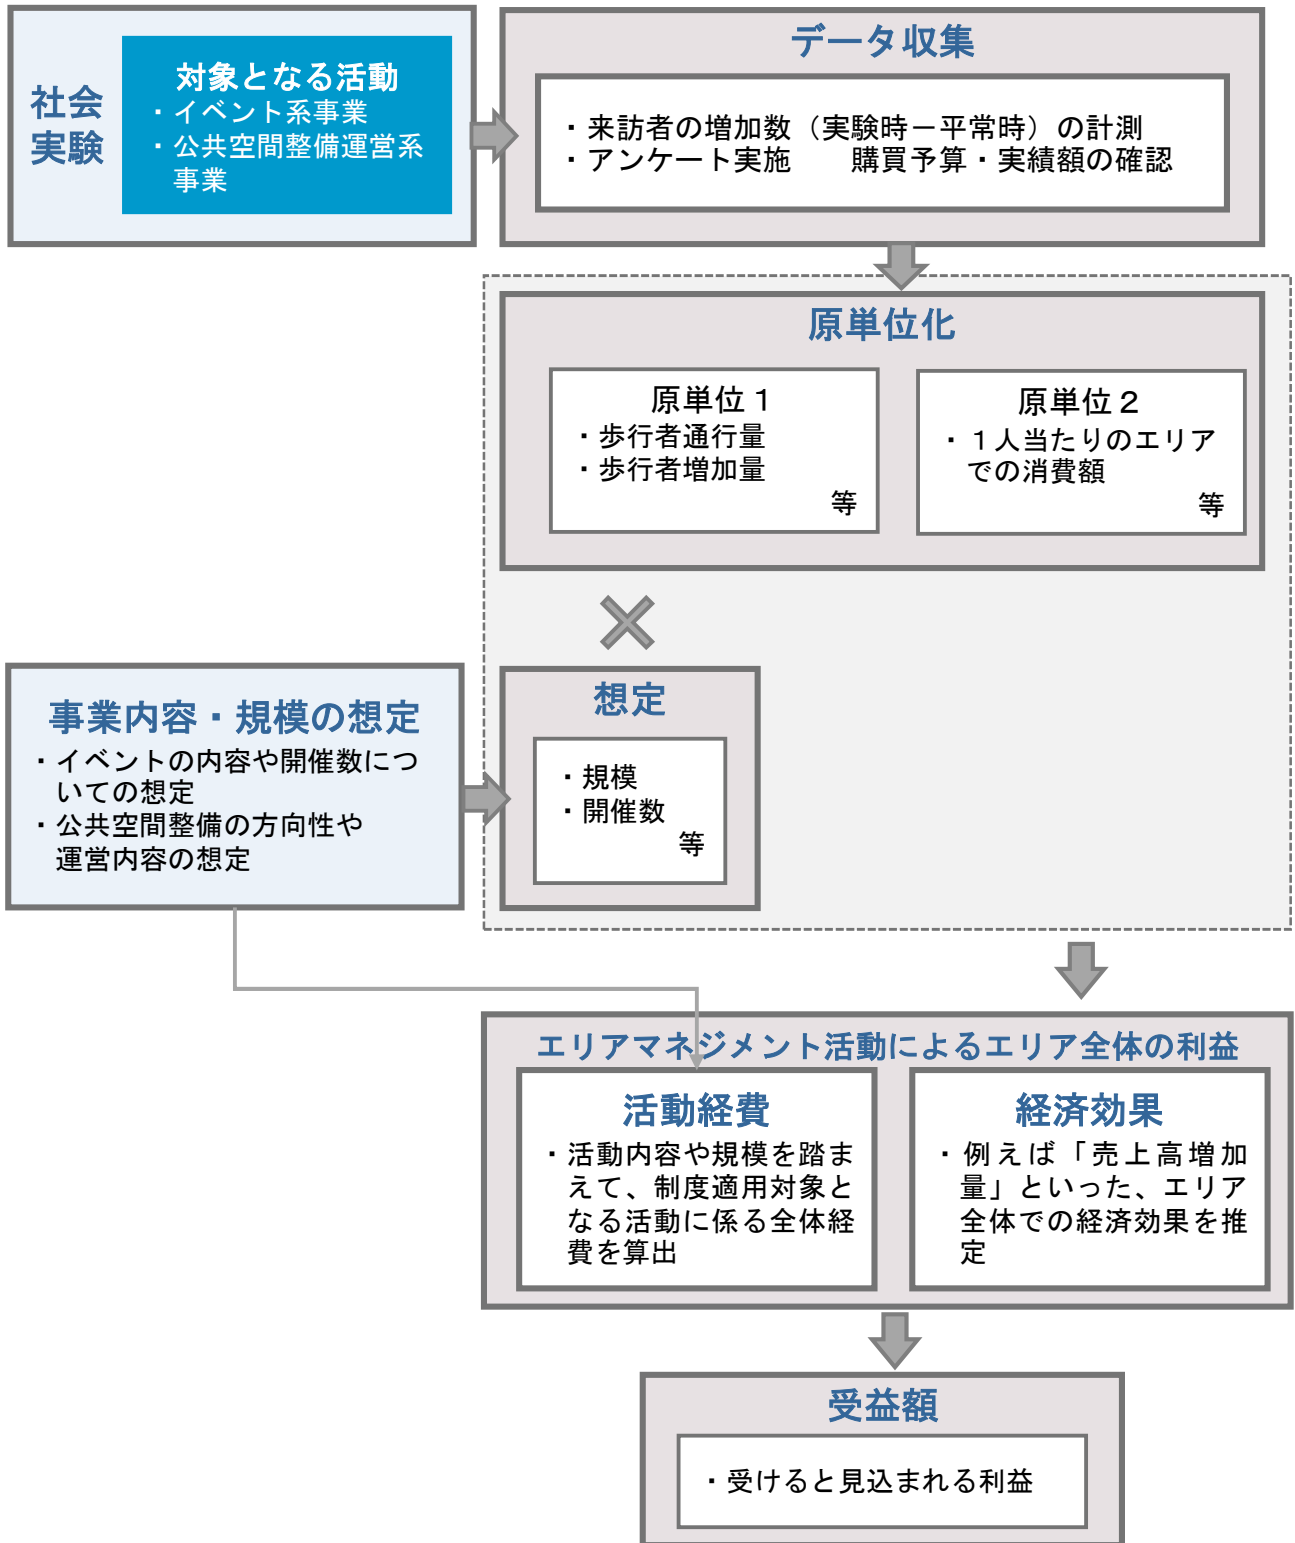 社会
実験
対象となる活動
・イベント系事業
・公共空間整備運営系
事業
データ収集
・来訪者の増加数（実験時－平常時）の計測
・アンケート実施　　購買予算・実績額の確認
原単位化
原単位１
・歩行者通行量
・歩行者増加量
等
原単位２
・１人当たりのエリア
での消費額
等
事業内容・規模の想定
・イベントの内容や開催数につ
いての想定
・公共空間整備の方向性や
運営内容の想定
想定
・規模
・開催数
等
エリアマネジメント活動によるエリア全体の利益
活動経費
・活動内容や規模を踏ま
えて、制度適用対象と
なる活動に係る全体経
費を算出
経済効果
・例えば「売上高増加
量」といった、エリア
全体での経済効果を推
定
受益額
・受けると見込まれる利益